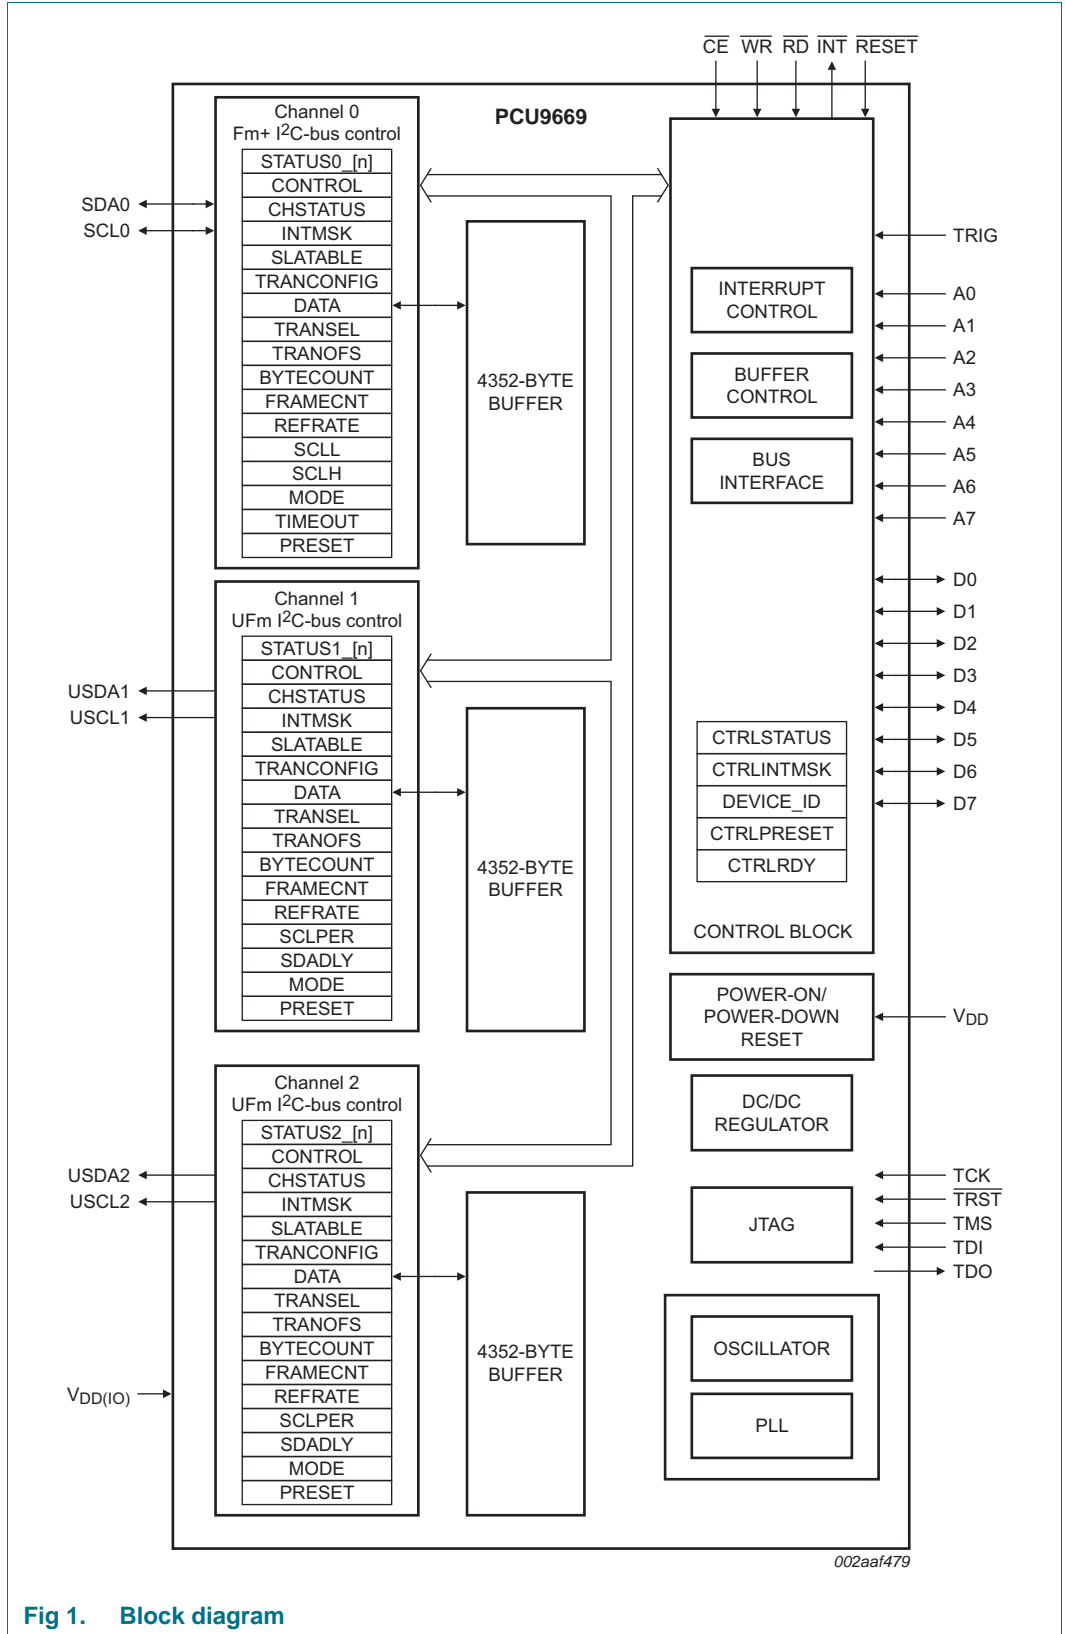 CE WR RD INT RESET
PCU9669
Channel 0
Fm+ I2C-bus control
STATUS0_[n]
CONTROL
CHSTATUS
INTMSK
SLATABLE
TRANCONFIG
DATA
TRANSEL
TRANOFS
BYTECOUNT
FRAMECNT
REFRATE
SCLL
SCLH
MODE
TIMEOUT
PRESET
SDA0
SCL0
4352-BYTE
BUFFER
Channel 1
UFm I2C-bus control
STATUS1_[n]
CONTROL
CHSTATUS
INTMSK
SLATABLE
TRANCONFIG
DATA
TRANSEL
TRANOFS
BYTECOUNT
FRAMECNT
REFRATE
SCLPER
SDADLY
MODE
PRESET
USDA1
USCL1
4352-BYTE
BUFFER
Channel 2
UFm I2C-bus control
STATUS2_[n]
CONTROL
CHSTATUS
INTMSK
SLATABLE
TRANCONFIG
DATA
TRANSEL
TRANOFS
BYTECOUNT
FRAMECNT
REFRATE
SCLPER
SDADLY
MODE
PRESET
USDA2
USCL2
VDD(IO)
4352-BYTE
BUFFER
INTERRUPT
CONTROL
BUFFER
CONTROL
BUS
INTERFACE
CTRLSTATUS
CTRLINTMSK
DEVICE_ID
CTRLPRESET
CTRLRDY
CONTROL BLOCK
TRIG
A0
A1
A2
A3
A4
A5
A6
A7
D0
D1
D2
D3
D4
D5
D6
D7
POWER-ON/
POWER-DOWN
RESET
VDD
DC/DC
REGULATOR
JTAG
TCK
TRST
TMS
TDI
TDO
OSCILLATOR
PLL
002aaf479
Fig 1. Block diagram